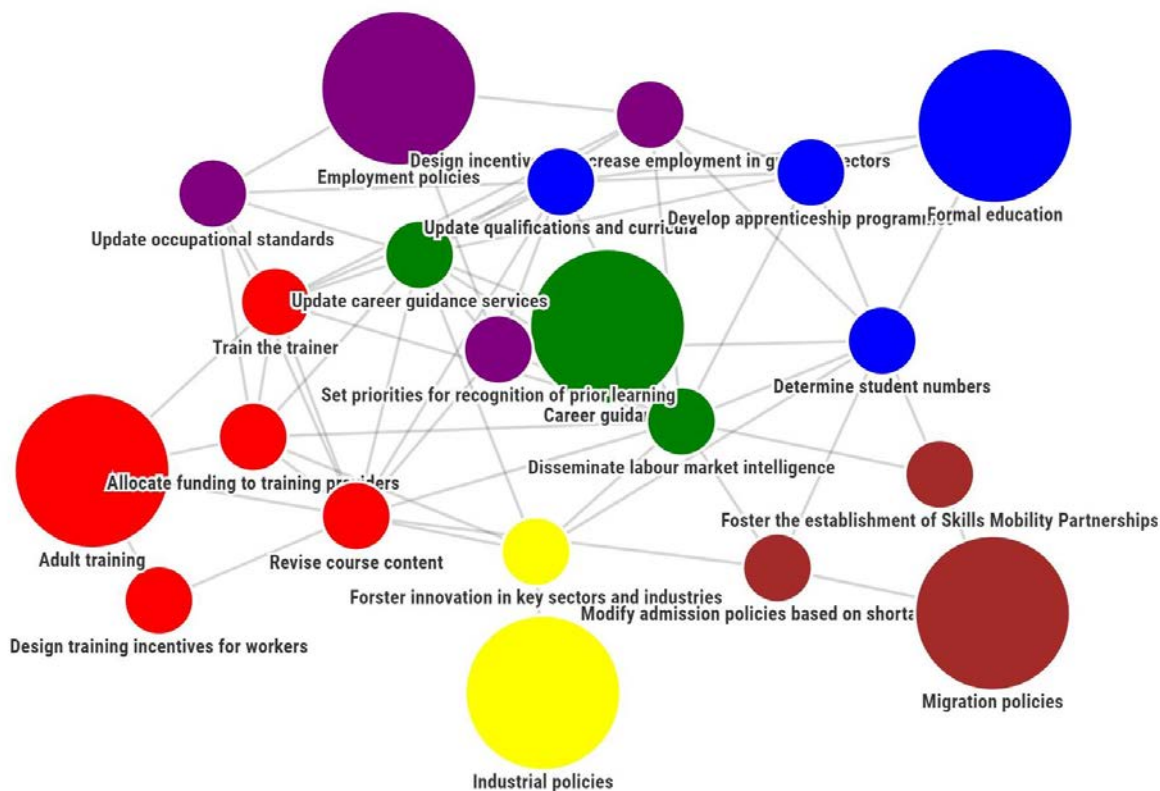 Design incentiv crease employment in g ectors
Employment policies
Formal education
Develop apprenticeship programm
Update qualifications and curricula
Update occupational standards
Update career guidance services
Train the trainer
Determine student numbers
Set priorities for recognition of prior learning
Career guida
Disseminate labour market intelligence
Allocate funding to training providers
Foster the establishment of Skills Mobility Partnerships
Adult training
Revise course content
Forster innovation in key sectors and industries
Modify admission policies based on shorta
Design training incentives for workers
Migration policies
Industrial policies